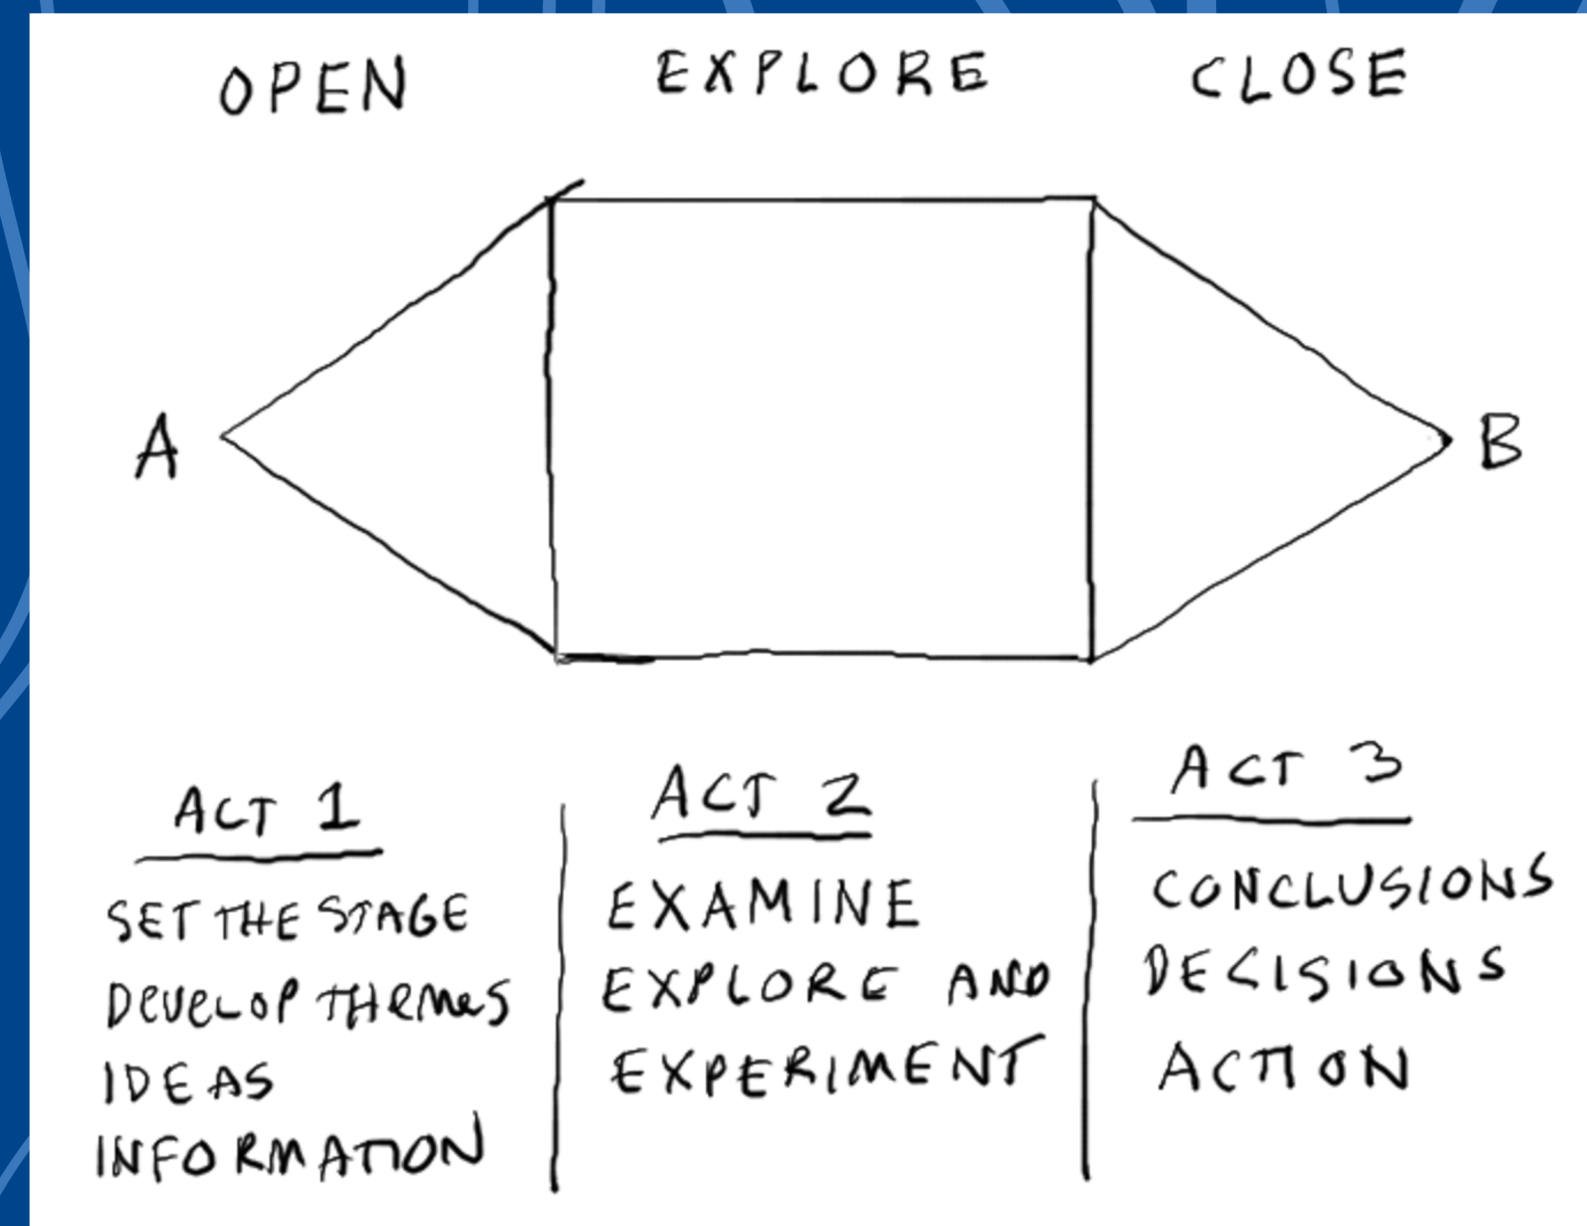 OPEN
EXPLORE
CLOSE
A
B
ACT 1
SET THE STAGE
DEVELOP THEMES
IDEAS
INFORMATION
ACT 2
EXAMINE
EXPLORE AND
EXPERIMENT
ACT 3
CONCLUSIONS
DECISIONS
ACTION